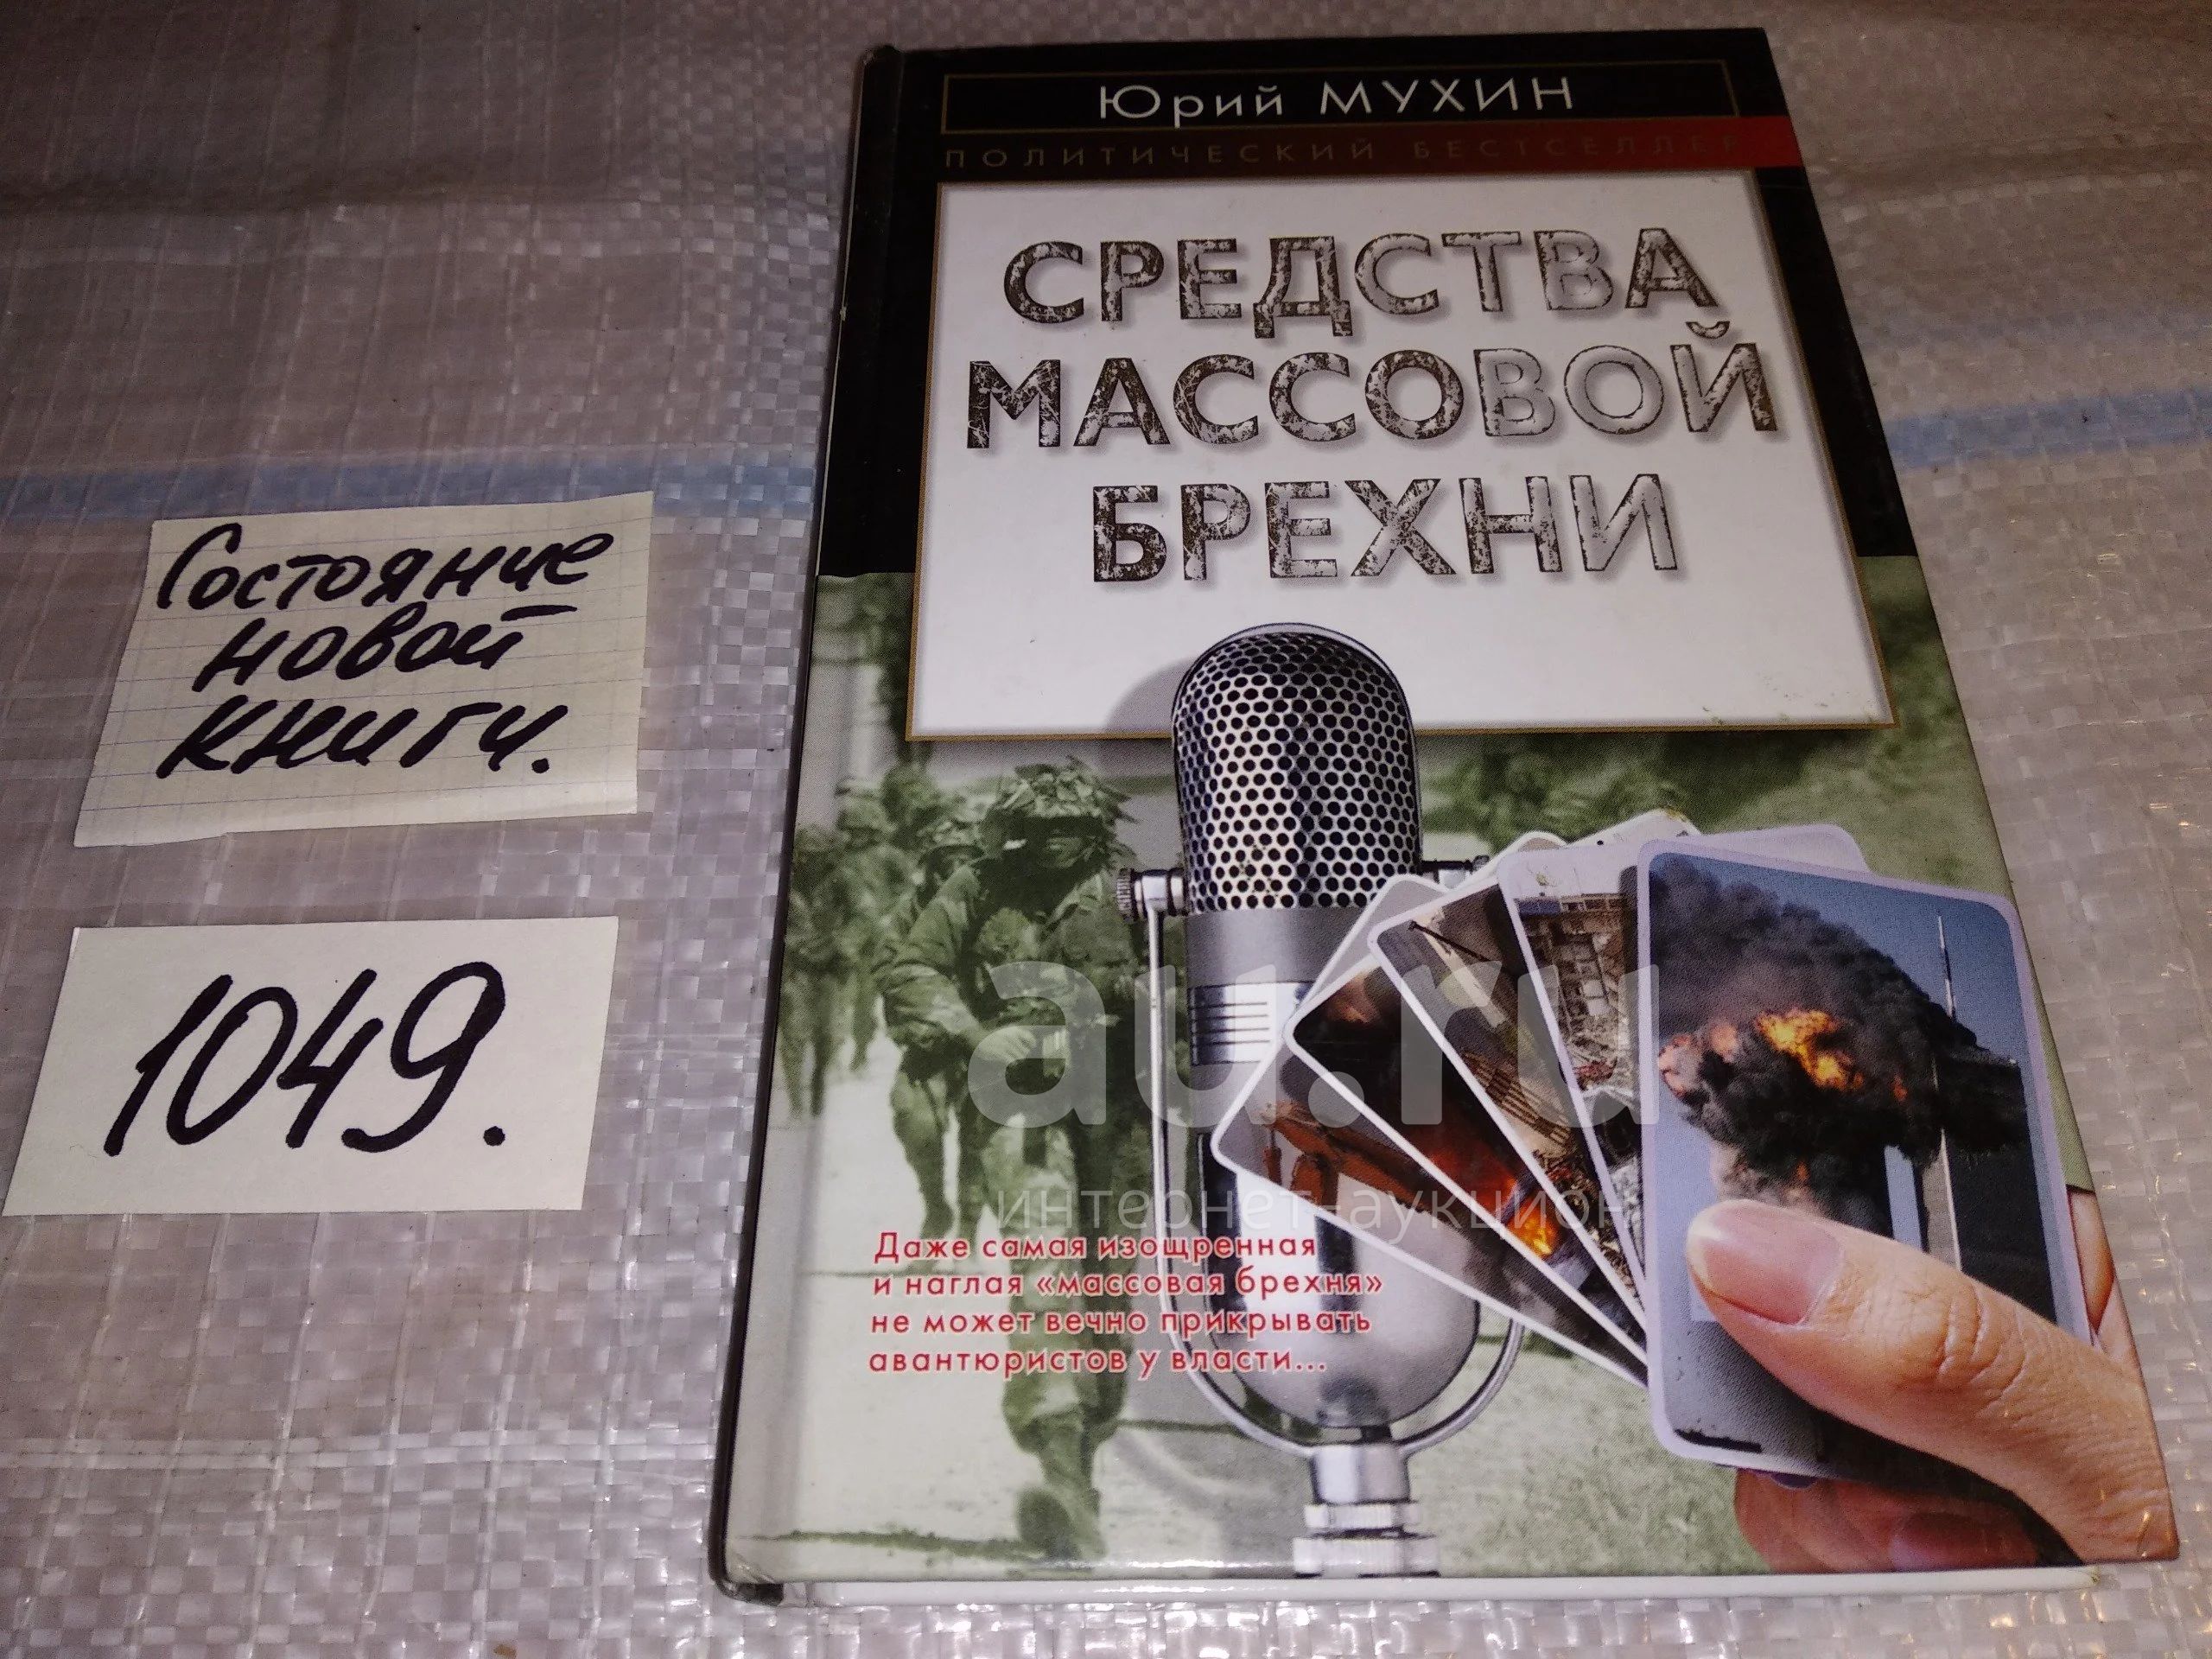 Юрий МУХИН
ПОЛИТИЧЕСКИЙ БЕСТСЕЛЛЕР
СРЕДСТВА
МАССОВОЙ
БРЕХНИ
Состояние
новой
книги.
1049.
au.ru
интернет-аукцион
Даже самая изощренная
и наглая «массовая брехня»
не может вечно прикрывать
авантюристов у власти...